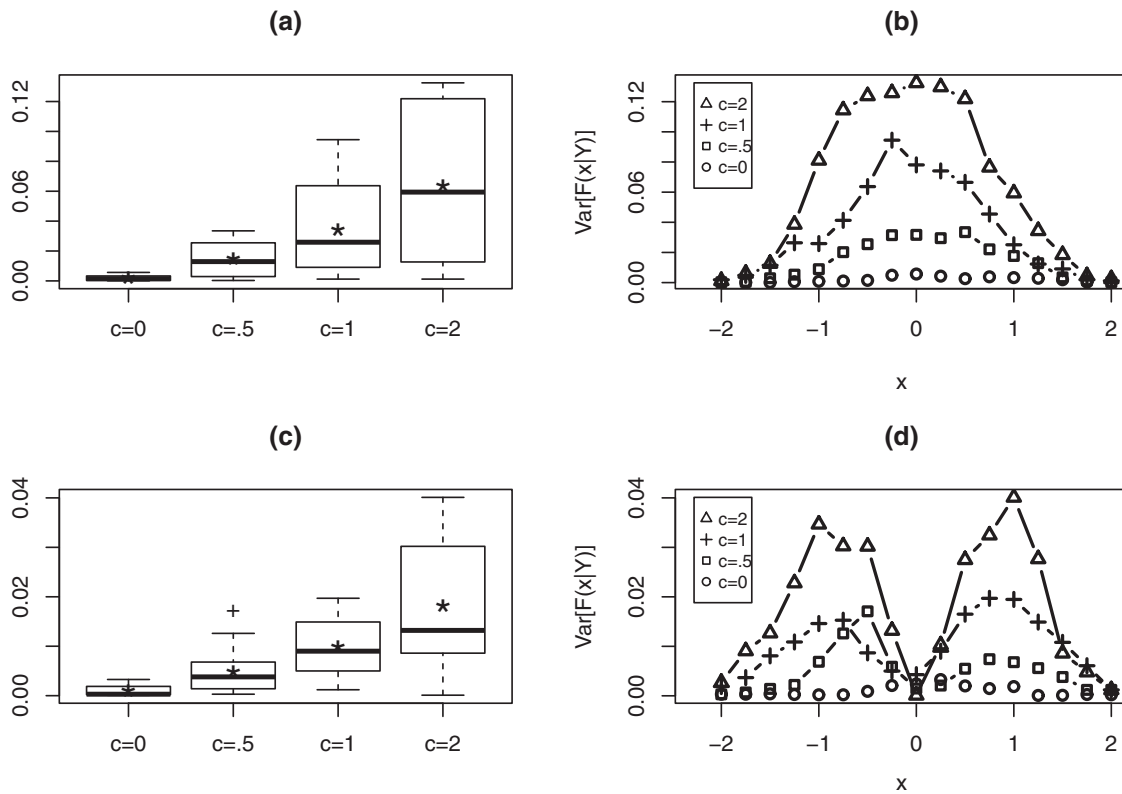 (a)
0.12
0.06
0.00
c=0 c=.5 c=1 c=2
(b)
Var[F(x|Y)]
0.12
0.06
0.00
c=2
c=1
c=.5
c=0
−2 −1 0 1 2
x
(c)
0.04
0.02
0.00
c=0 c=.5 c=1 c=2
(d)
Var[F(x|Y)]
0.04
0.02
0.00
c=2
c=1
c=.5
c=0
−2 −1 0 1 2
x